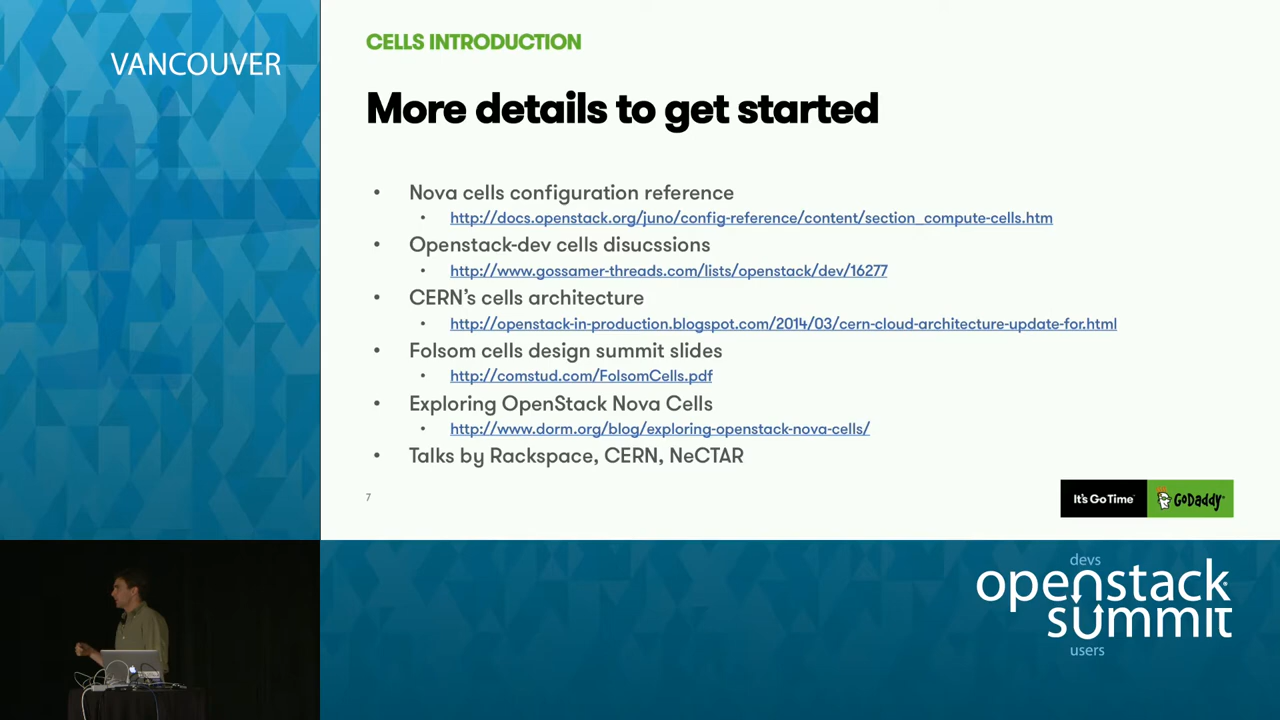 VANCOUVER
CELLS INTRODUCTION
More details to get started
• Nova cells configuration reference
• http://docs.openstack.org/juno/config-reference/content/section_compute-cells.htm
• Openstack-dev cells disucssions
• http://www.gossamer-threads.com/lists/openstack/dev/16277
• CERN's cells architecture
• http://openstack-in-production.blogspot.com/2014/03/cern-cloud-architecture-update-for.html
• Folsom cells design summit slides
• http://comstud.com/FolsomCells.pdf
• Exploring OpenStack Nova Cells
• http://www.dorm.org/blog/exploring-openstack-nova-cells/
• Talks by Rackspace, CERN, NeCTAR
7
It's Go Time
GoDaddy
devs
openstack
summit
users